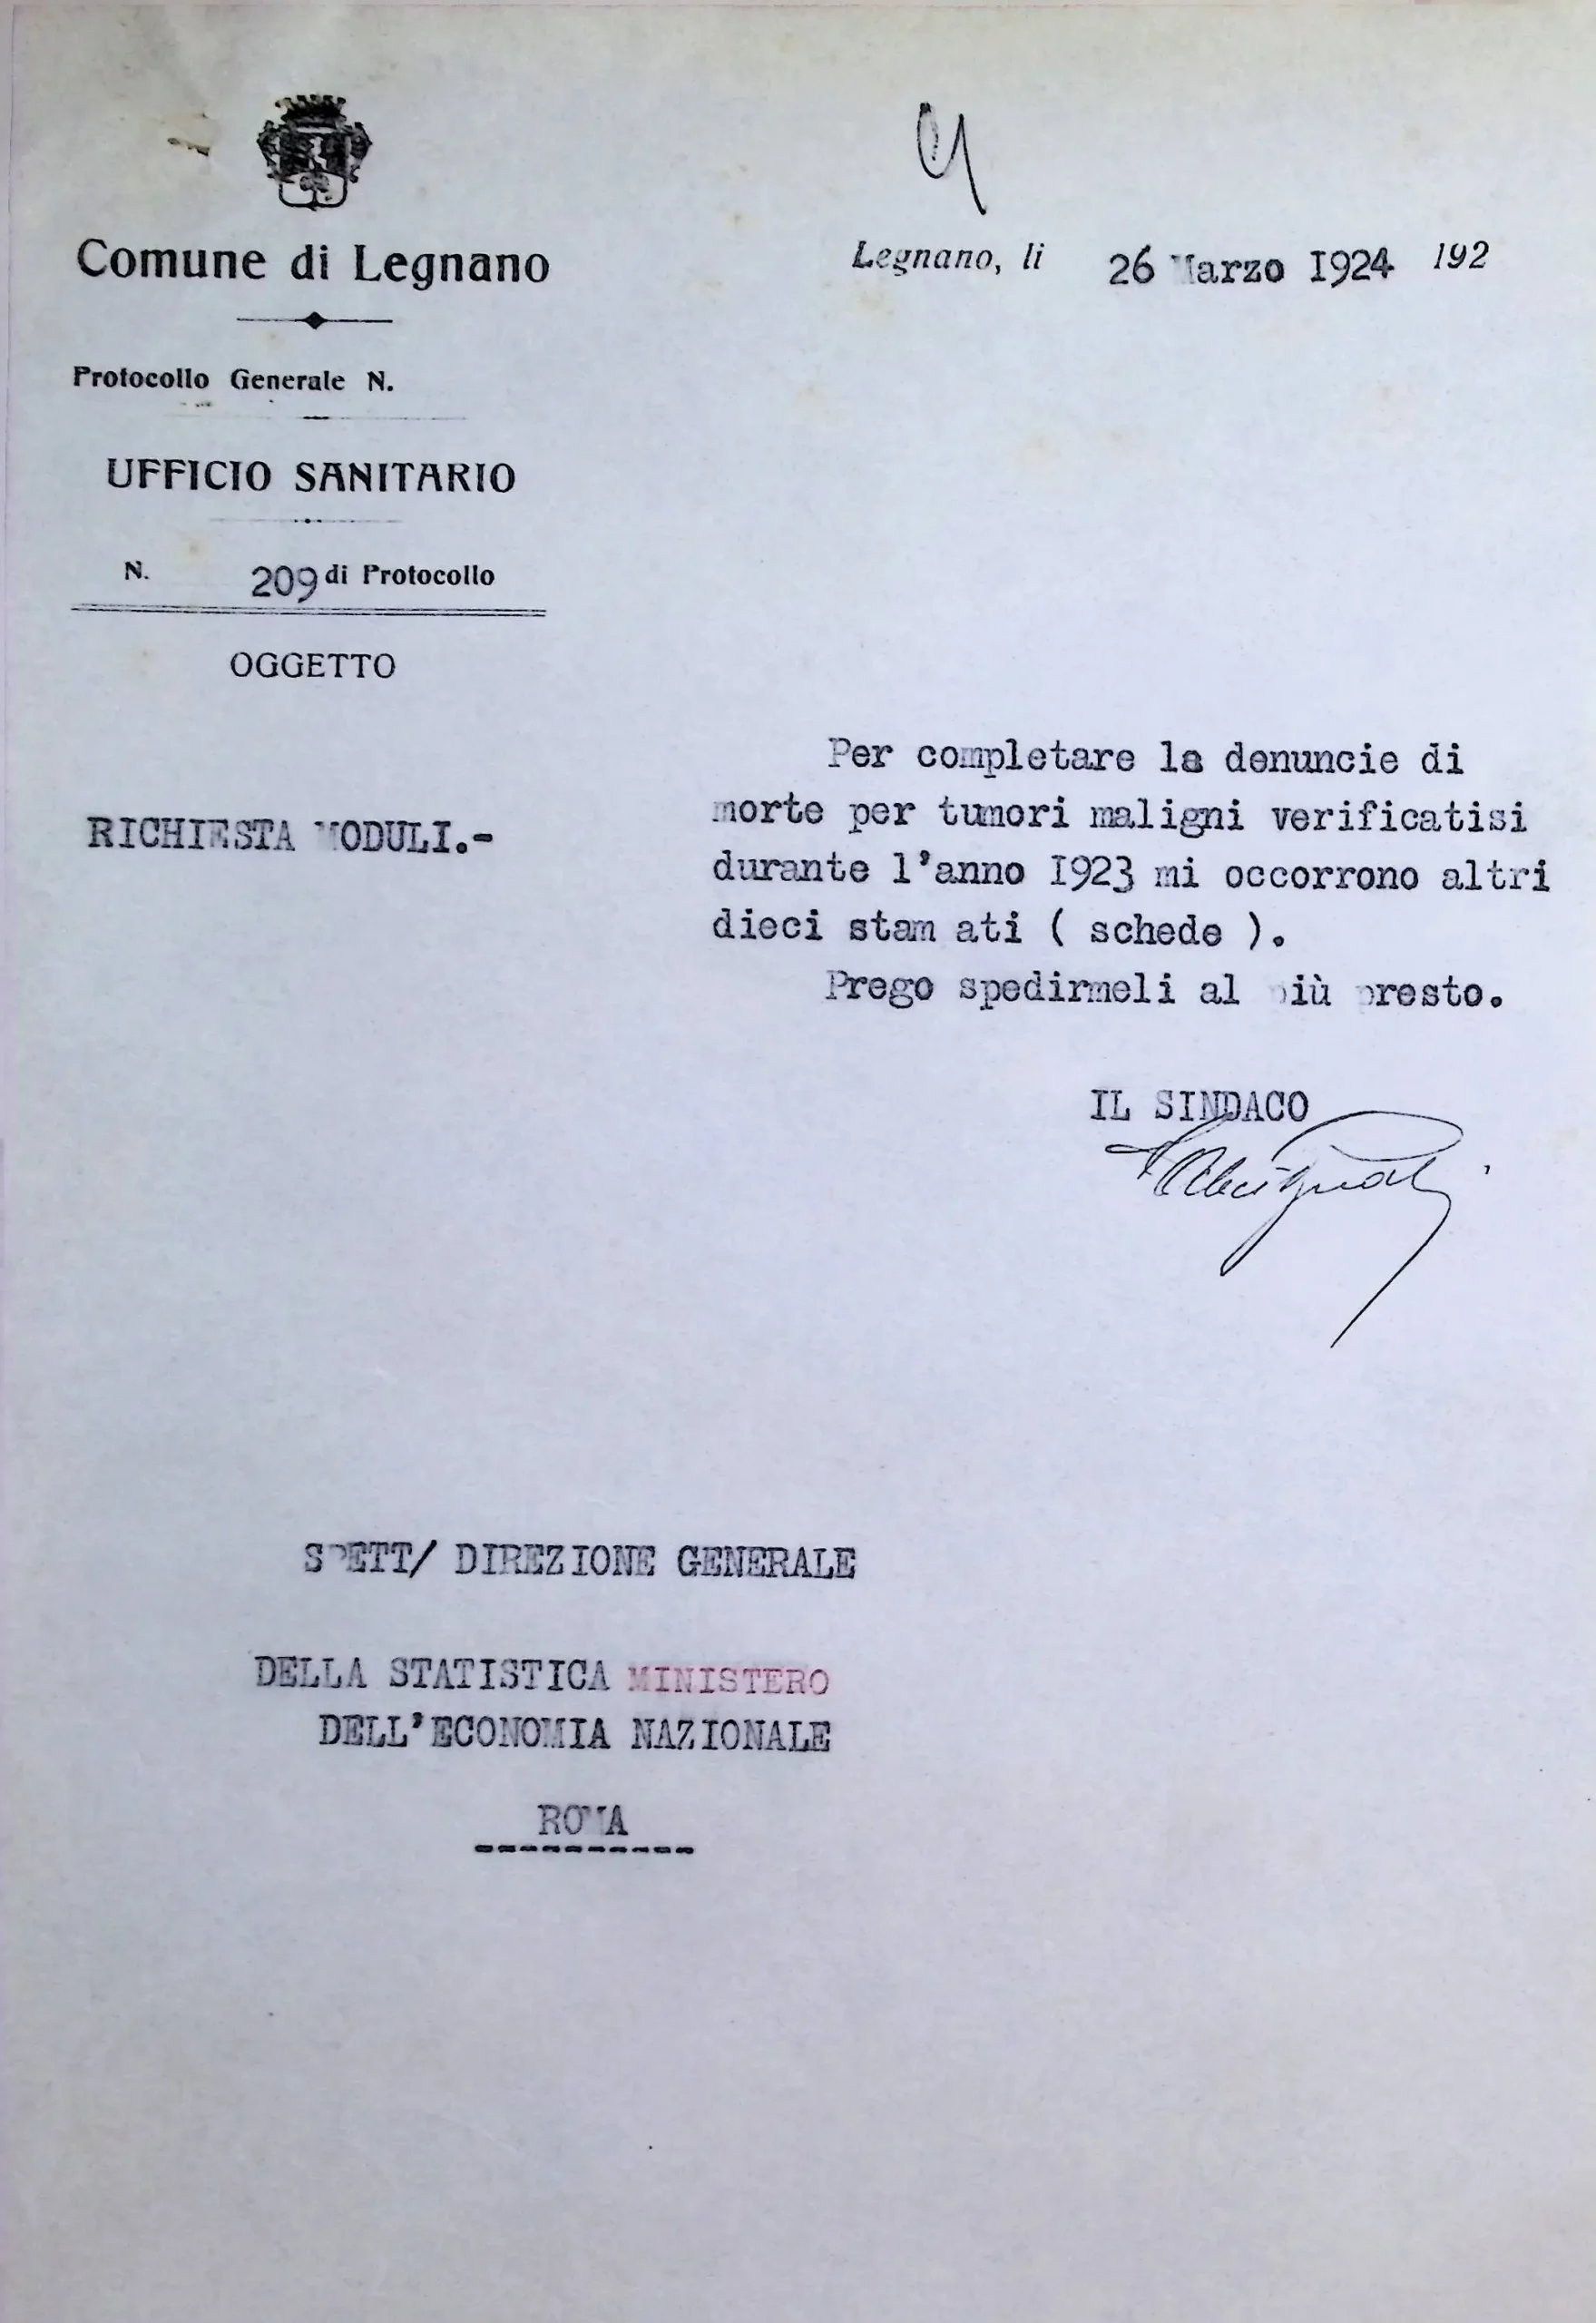 Comune di Legnano
Legnano, li 26 Marzo 1924 192
Protocollo Generale N.
UFFICIO SANITARIO
N. 209 di Protocollo
OGGETTO
RICHIESTA MODULI.-
Per completare la denuncie di
morte per tumori maligni verificatisi
durante l'anno 1923 mi occorrono altri
dieci stam ati ( schede ).
Prego spedirmeli al più presto.
IL SINDACO
SPETT/ DIREZIONE GENERALE
DELLA STATISTICA MINISTERO
DELL'ECONOMIA NAZIONALE
ROMA